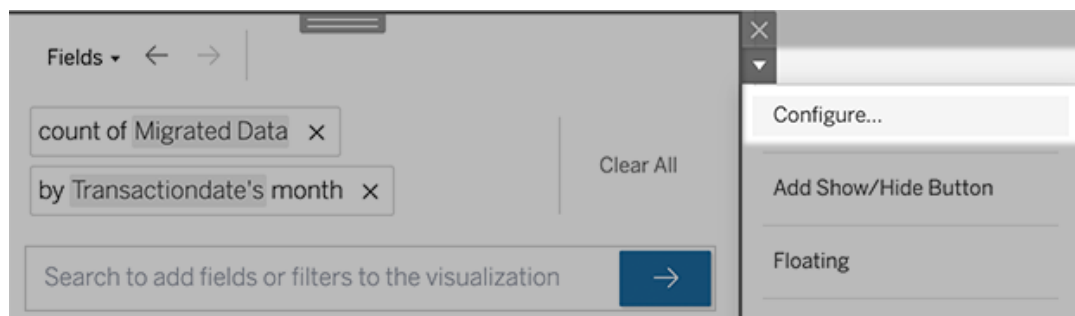 Fields
count of Migrated Data
by Transactiondate's month
Clear All
Search to add fields or filters to the visualization
Configure...
Add Show/Hide Button
Floating